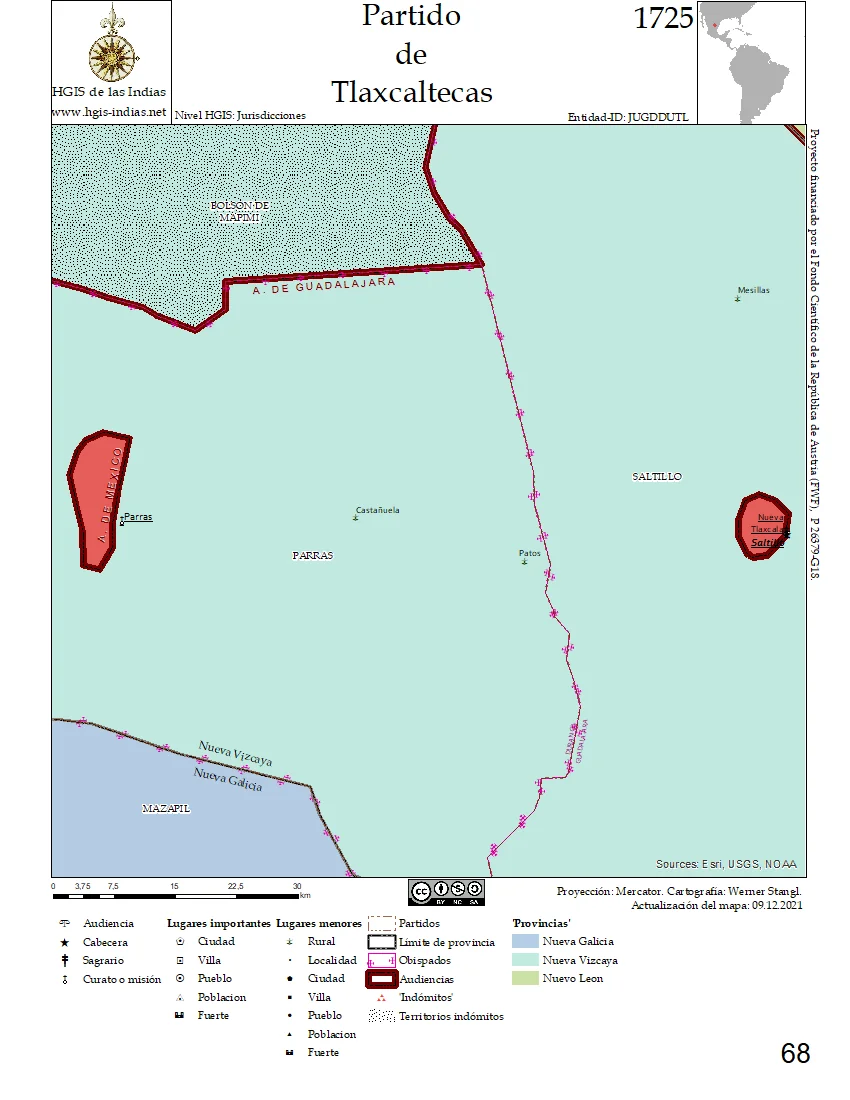 Partido
de
Tlaxcaltecas
1725
HGIS de las Indias
www.hgis-indias.net
Nivel HGIS: Jurisdicciones
Entidad-ID: JUGDDUTL
Proyecto financiado por el Fondo Científico de la República de Austria (FWF), P 26379-G18.
BOLSÓN DE
MAPIMÍ
A. DE GUADALAJARA
Mesillas
SALTILLO
A. DE MEXICO
Parras
Castañuela
PARRAS
Patos
Nueva
Tlaxcala
Saltillo
DURANGO
GUADALAJARA
Nueva Vizcaya
Nueva Galicia
MAZAPIL
Sources: Esri, USGS, NOAA
0 3,75 7,5 15 22,5 30
km
CC BY NC SA
Proyección: Mercator. Cartografía: Werner Stangl.
Actualización del mapa: 09.12.2021
Audiencia
Cabecera
Sagrario
Curato o misión
Lugares importantes
Ciudad
Villa
Pueblo
Poblacion
Fuerte
Lugares menores
Rural
Localidad
Ciudad
Villa
Pueblo
Poblacion
Fuerte
Partidos
Límite de provincia
Obispados
Audiencias
'Indómitos'
Territorios indómitos
'Provincias'
Nueva Galicia
Nueva Vizcaya
Nuevo Leon
68